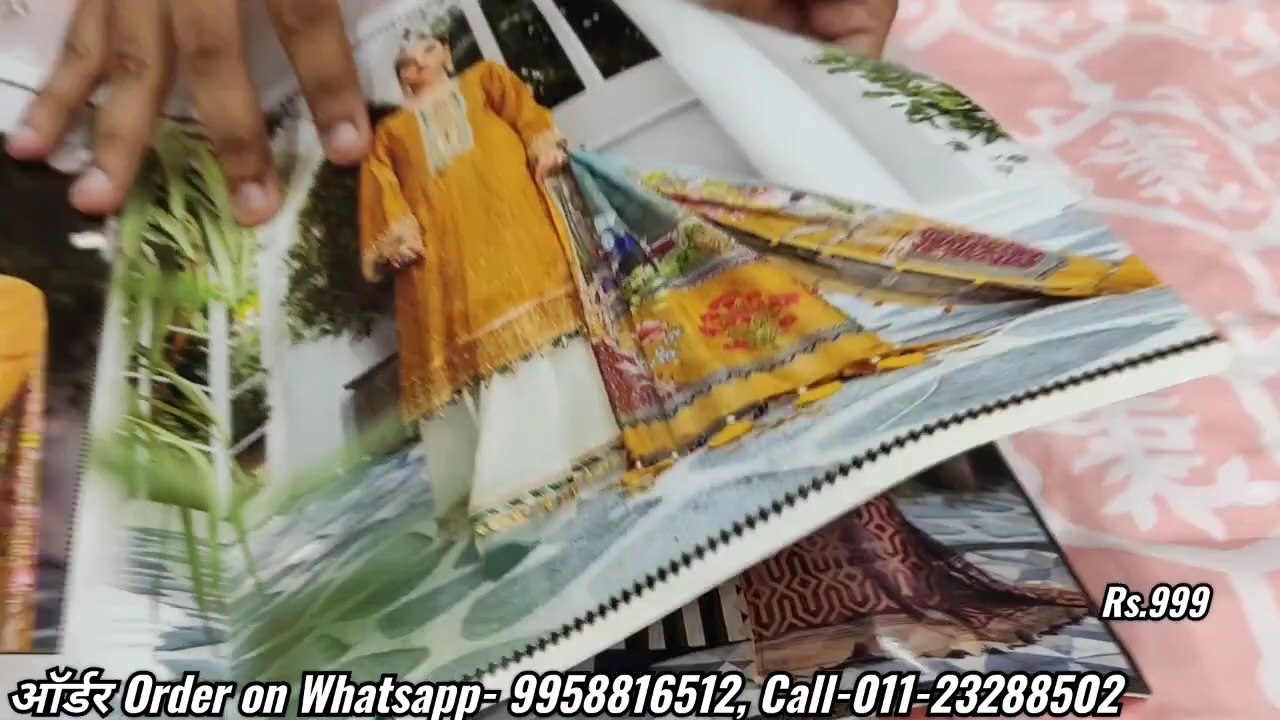 Rs.999
ऑर्डर Order on Whatsapp- 9958816512, Call-011-23288502